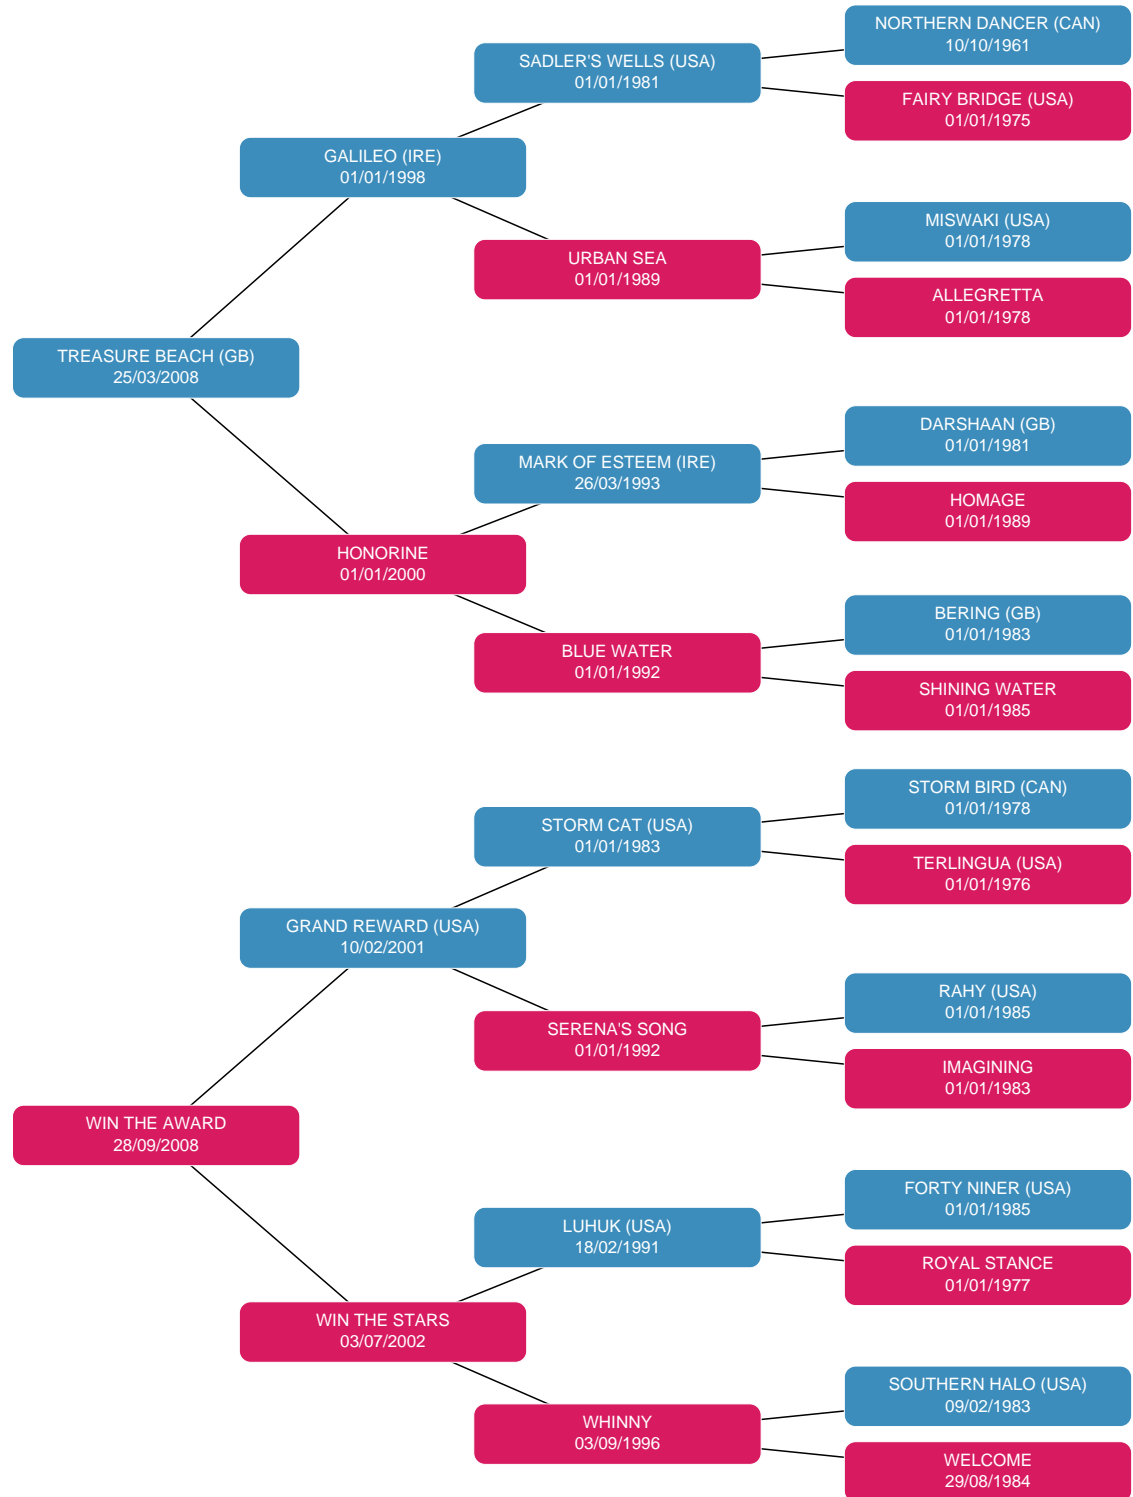 NORTHERN DANCER (CAN)
10/10/1961
SADLER'S WELLS (USA)
01/01/1981
FAIRY BRIDGE (USA)
01/01/1975
GALILEO (IRE)
01/01/1998
MISWAKI (USA)
01/01/1978
URBAN SEA
01/01/1989
ALLEGRETTA
01/01/1978
TREASURE BEACH (GB)
25/03/2008
DARSHAAN (GB)
01/01/1981
MARK OF ESTEEM (IRE)
26/03/1993
HOMAGE
01/01/1989
HONORINE
01/01/2000
BERING (GB)
01/01/1983
BLUE WATER
01/01/1992
SHINING WATER
01/01/1985
STORM BIRD (CAN)
01/01/1978
STORM CAT (USA)
01/01/1983
TERLINGUA (USA)
01/01/1976
GRAND REWARD (USA)
10/02/2001
RAHY (USA)
01/01/1985
SERENA'S SONG
01/01/1992
IMAGINING
01/01/1983
WIN THE AWARD
28/09/2008
FORTY NINER (USA)
01/01/1985
LUHUK (USA)
18/02/1991
ROYAL STANCE
01/01/1977
WIN THE STARS
03/07/2002
SOUTHERN HALO (USA)
09/02/1983
WHINNY
03/09/1996
WELCOME
29/08/1984